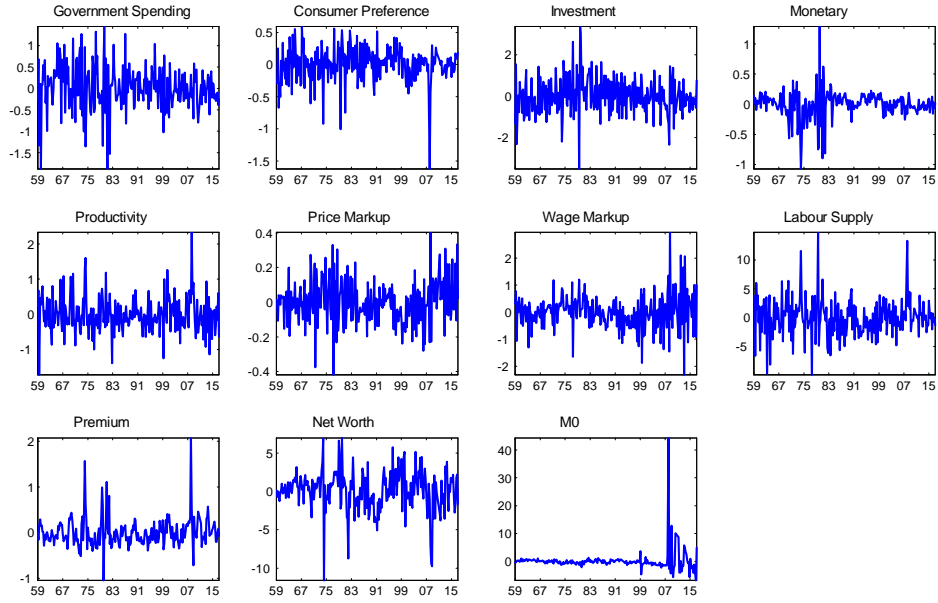 Government Spending
Consumer Preference
Investment
Monetary
1
0.5
0
-0.5
-1
-1.5
59 67 75 83 91 99 07 15
0.5
0
-0.5
-1
-1.5
59 67 75 83 91 99 07 15
2
0
-2
59 67 75 83 91 99 07 15
1
0.5
0
-0.5
-1
59 67 75 83 91 99 07 15
Productivity
Price Markup
Wage Markup
Labour Supply
2
1
0
-1
59 67 75 83 91 99 07 15
0.4
0.2
0
-0.2
-0.4
59 67 75 83 91 99 07 15
2
1
0
-1
-2
59 67 75 83 91 99 07 15
10
5
0
-5
59 67 75 83 91 99 07 15
Premium
Net Worth
M0
2
1
0
-1
59 67 75 83 91 99 07 15
5
0
-5
-10
59 67 75 83 91 99 07 15
40
30
20
10
0
59 67 75 83 91 99 07 15